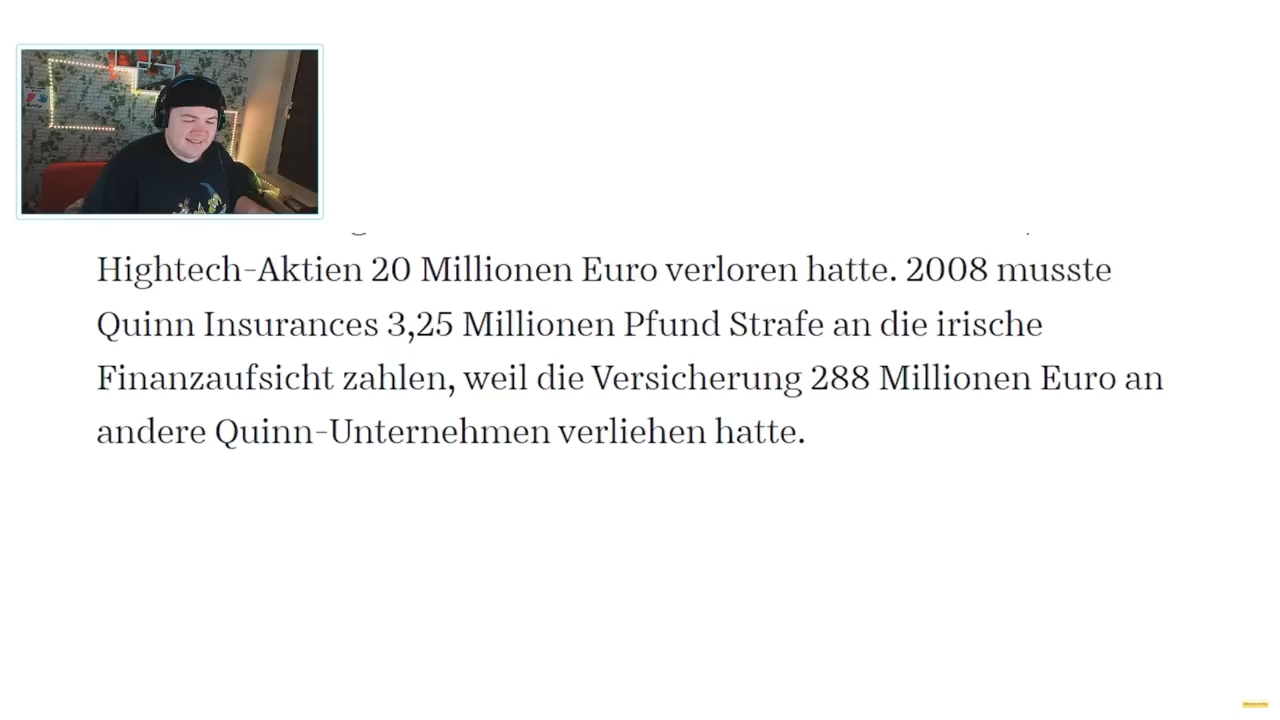 Hightech-Aktien 20 Millionen Euro verloren hatte. 2008 musste
Quinn Insurances 3,25 Millionen Pfund Strafe an die irische
Finanzaufsicht zahlen, weil die Versicherung 288 Millionen Euro an
andere Quinn-Unternehmen verliehen hatte.